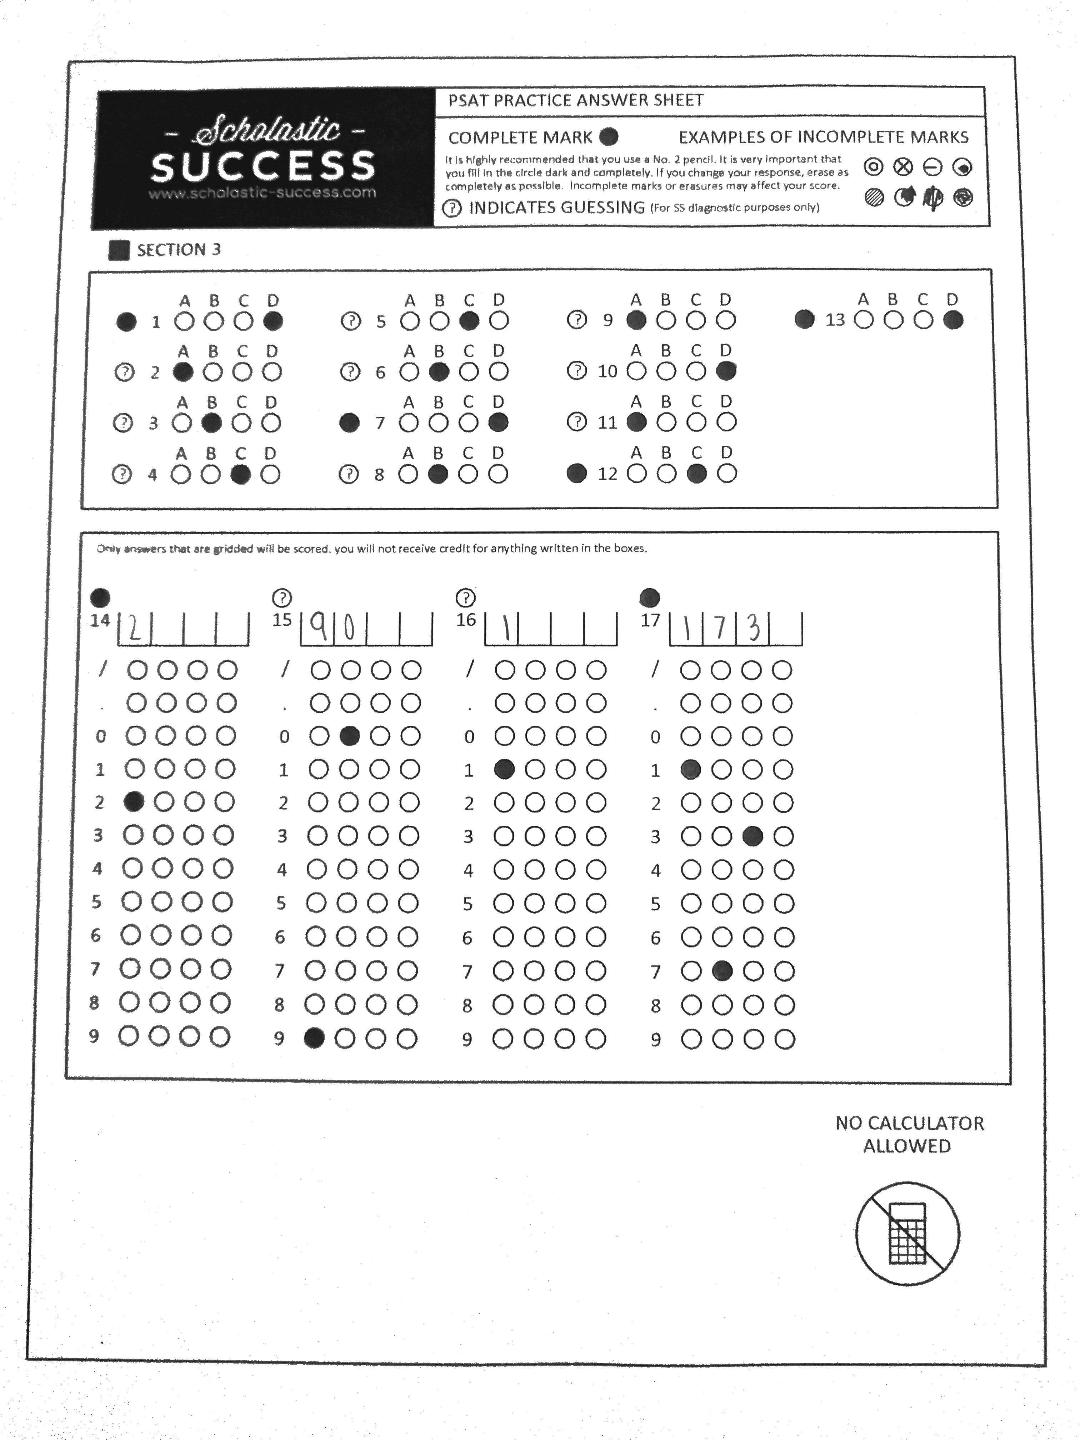 - Scholastic -
SUCCESS
www.scholastic-success.com
PSAT PRACTICE ANSWER SHEET
COMPLETE MARK
EXAMPLES OF INCOMPLETE MARKS
It is highly recommended that you use a No. 2 pencil. It is very important that
you fill in the circle dark and completely. If you change your response, erase as
completely as possible. Incomplete marks or erasures may affect your score.
? INDICATES GUESSING (For SS diagnostic purposes only)
SECTION 3
A B C D A B C D A B C D A B C D
1 ? 5 ? 9 13
A B C D A B C D A B C D
? 2 ? 6 ? 10
A B C D A B C D A B C D
? 3 7 ? 11
A B C D A B C D A B C D
? 4 ? 8 12
Only answers that are gridded will be scored. you will not receive credit for anything written in the boxes.
? ?
14 2 15 90 16 1 17 173
/ / / /
. . . .
0 0 0 0
1 1 1 1
2 2 2 2
3 3 3 3
4 4 4 4
5 5 5 5
6 6 6 6
7 7 7 7
8 8 8 8
9 9 9 9
NO CALCULATOR
ALLOWED